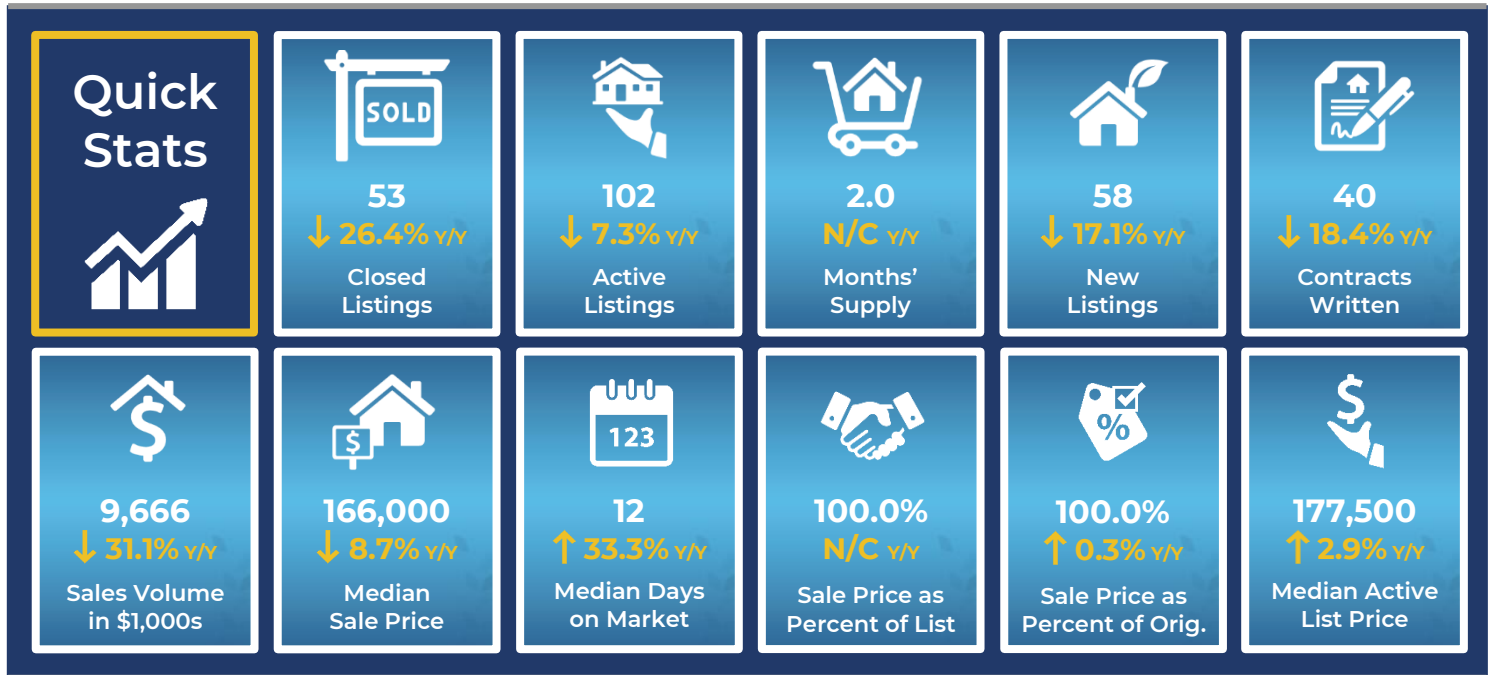 Quick
Stats
SOLD
53
↓ 26.4% Y/Y
Closed
Listings
102
↓ 7.3% Y/Y
Active
Listings
2.0
N/C Y/Y
Months’
Supply
58
↓ 17.1% Y/Y
New
Listings
40
↓ 18.4% Y/Y
Contracts
Written
$
9,666
↓ 31.1% Y/Y
Sales Volume
in $1,000s
$
166,000
↓ 8.7% Y/Y
Median
Sale Price
123
12
↑ 33.3% Y/Y
Median Days
on Market
100.0%
N/C Y/Y
Sale Price as
Percent of List
%
100.0%
↑ 0.3% Y/Y
Sale Price as
Percent of Orig.
$
177,500
↑ 2.9% Y/Y
Median Active
List Price